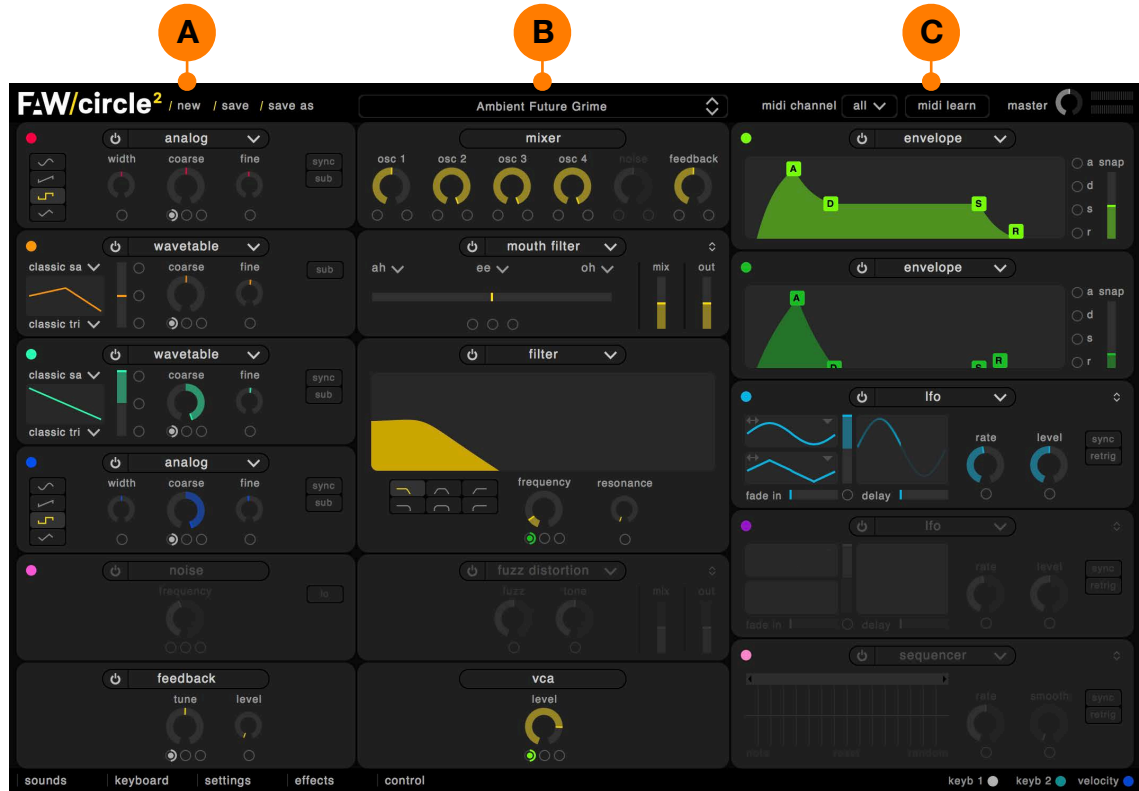 A B C
FAW/circle² / new / save / save as Ambient Future Grime midi channel all midi learn master
analog
width coarse fine sync
sub
wavetable
classic sa coarse fine sub
classic tri
wavetable
classic sa coarse fine sync
sub
classic tri
analog
width coarse fine sync
sub
noise
frequency lo
feedback
tune level
mixer
osc 1 osc 2 osc 3 osc 4 noise feedback
mouth filter
ah ee oh mix out
filter
frequency resonance
fuzz distortion
fuzz tone mix out
vca
level
envelope
A D S R
a snap
d
s
r
envelope
A D S R
a snap
d
s
r
lfo
rate level sync
retrig
fade in delay
lfo
rate level sync
retrig
fade in delay
sequencer
rate smooth sync
retrig
mute reset random
sounds keyboard settings effects control keyb 1 keyb 2 velocity